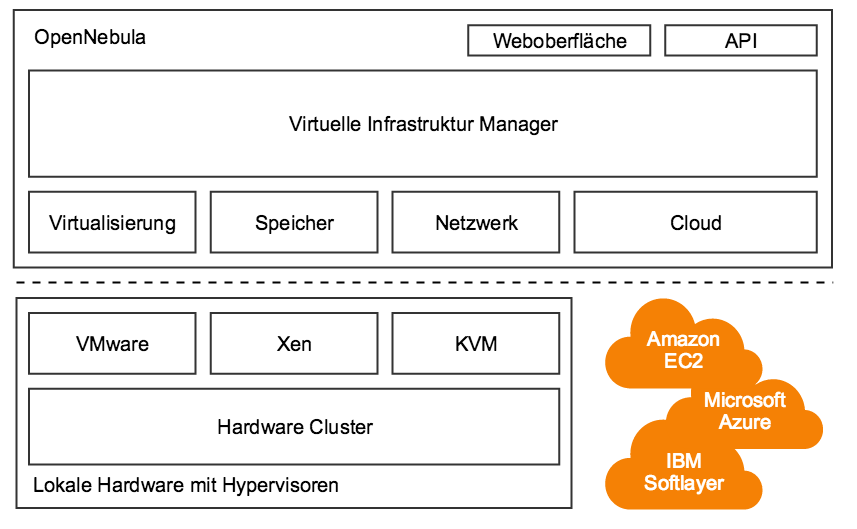 OpenNebula
Weboberfläche
API
Virtuelle Infrastruktur Manager
Virtualisierung
Speicher
Netzwerk
Cloud
VMware
Xen
KVM
Hardware Cluster
Lokale Hardware mit Hypervisoren
Amazon
EC2
Microsoft
Azure
IBM
Softlayer